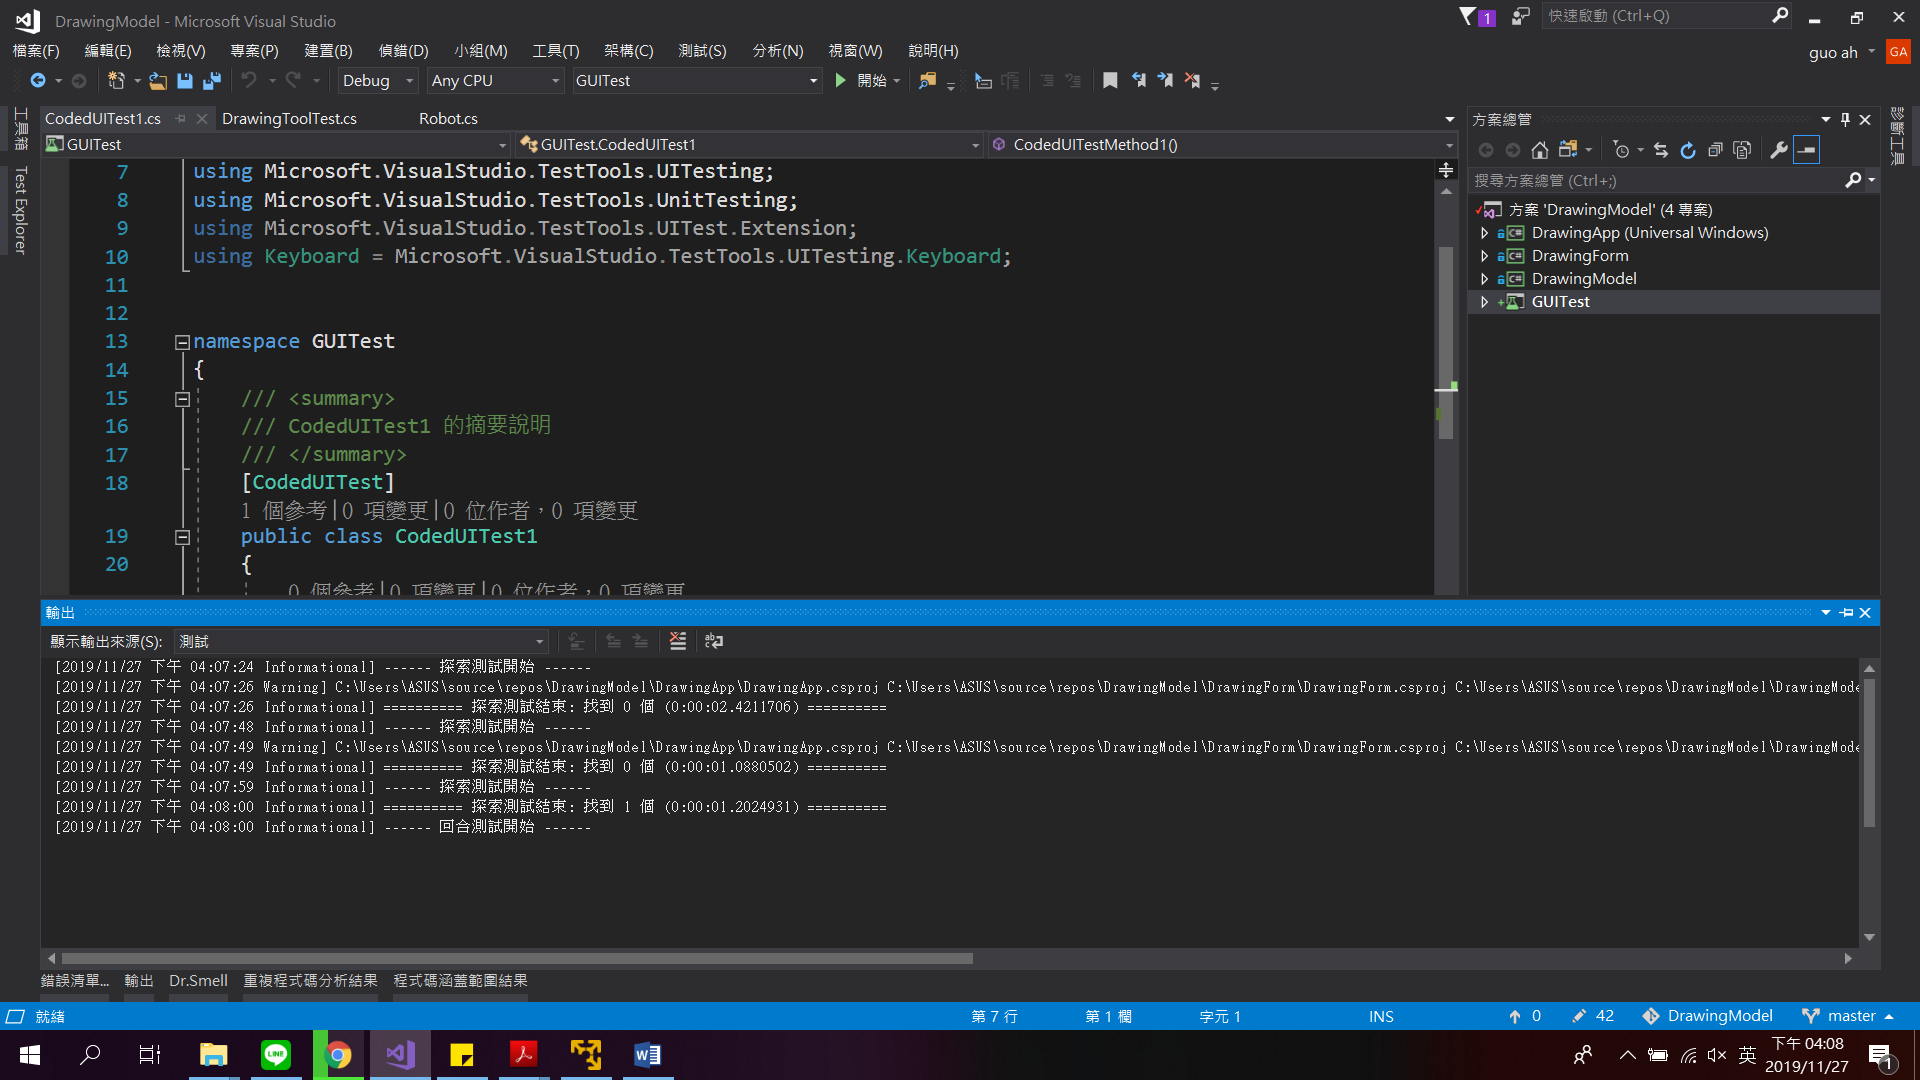 DrawingModel - Microsoft Visual Studio
1
快速啟動 (Ctrl+Q)
檔案(F) 編輯(E) 檢視(V) 專案(P) 建置(B) 偵錯(D) 小組(M) 工具(T) 架構(C) 測試(S) 分析(N) 視窗(W) 說明(H)
guo ah GA
Debug Any CPU GUITest 開始
工具箱
Test Explorer
CodedUITest1.cs DrawingToolTest.cs Robot.cs
GUITest GUITest.CodedUITest1 CodedUITestMethod1()
7 using Microsoft.VisualStudio.TestTools.UITesting;
8 using Microsoft.VisualStudio.TestTools.UnitTesting;
9 using Microsoft.VisualStudio.TestTools.UITest.Extension;
10 using Keyboard = Microsoft.VisualStudio.TestTools.UITesting.Keyboard;
11
12
13 namespace GUITest
14 {
15 /// <summary>
16 /// CodedUITest1 的摘要說明
17 /// </summary>
18 [CodedUITest]
1 個參考|0 項變更|0 位作者，0 項變更
19 public class CodedUITest1
20 {
0 個參考|0 項變更|0 位作者，0 項變更
方案總管
搜尋方案總管 (Ctrl+;)
方案 'DrawingModel' (4 專案)
DrawingApp (Universal Windows)
DrawingForm
DrawingModel
GUITest
診斷工具
輸出
顯示輸出來源(S): 測試
[2019/11/27 下午 04:07:24 Informational] ------ 探索測試開始 ------
[2019/11/27 下午 04:07:26 Warning] C:\Users\ASUS\source\repos\DrawingModel\DrawingApp\DrawingApp.csproj C:\Users\ASUS\source\repos\DrawingModel\DrawingForm\DrawingForm.csproj C:\Users\ASUS\source\repos\DrawingModel\DrawingMode
[2019/11/27 下午 04:07:26 Informational] ========== 探索測試結束: 找到 0 個 (0:00:02.4211706) ==========
[2019/11/27 下午 04:07:48 Informational] ------ 探索測試開始 ------
[2019/11/27 下午 04:07:49 Warning] C:\Users\ASUS\source\repos\DrawingModel\DrawingApp\DrawingApp.csproj C:\Users\ASUS\source\repos\DrawingModel\DrawingForm\DrawingForm.csproj C:\Users\ASUS\source\repos\DrawingModel\DrawingMode
[2019/11/27 下午 04:07:49 Informational] ========== 探索測試結束: 找到 0 個 (0:00:01.0880502) ==========
[2019/11/27 下午 04:07:59 Informational] ------ 探索測試開始 ------
[2019/11/27 下午 04:08:00 Informational] ========== 探索測試結束: 找到 1 個 (0:00:01.2024931) ==========
[2019/11/27 下午 04:08:00 Informational] ------ 回合測試開始 ------
錯誤清單... 輸出 Dr.Smell 重複程式碼分析結果 程式碼涵蓋範圍結果
就緒 第 7 行 第 1 欄 字元 1 INS 0 42 DrawingModel master
LINE
英
下午 04:08
2019/11/27
1